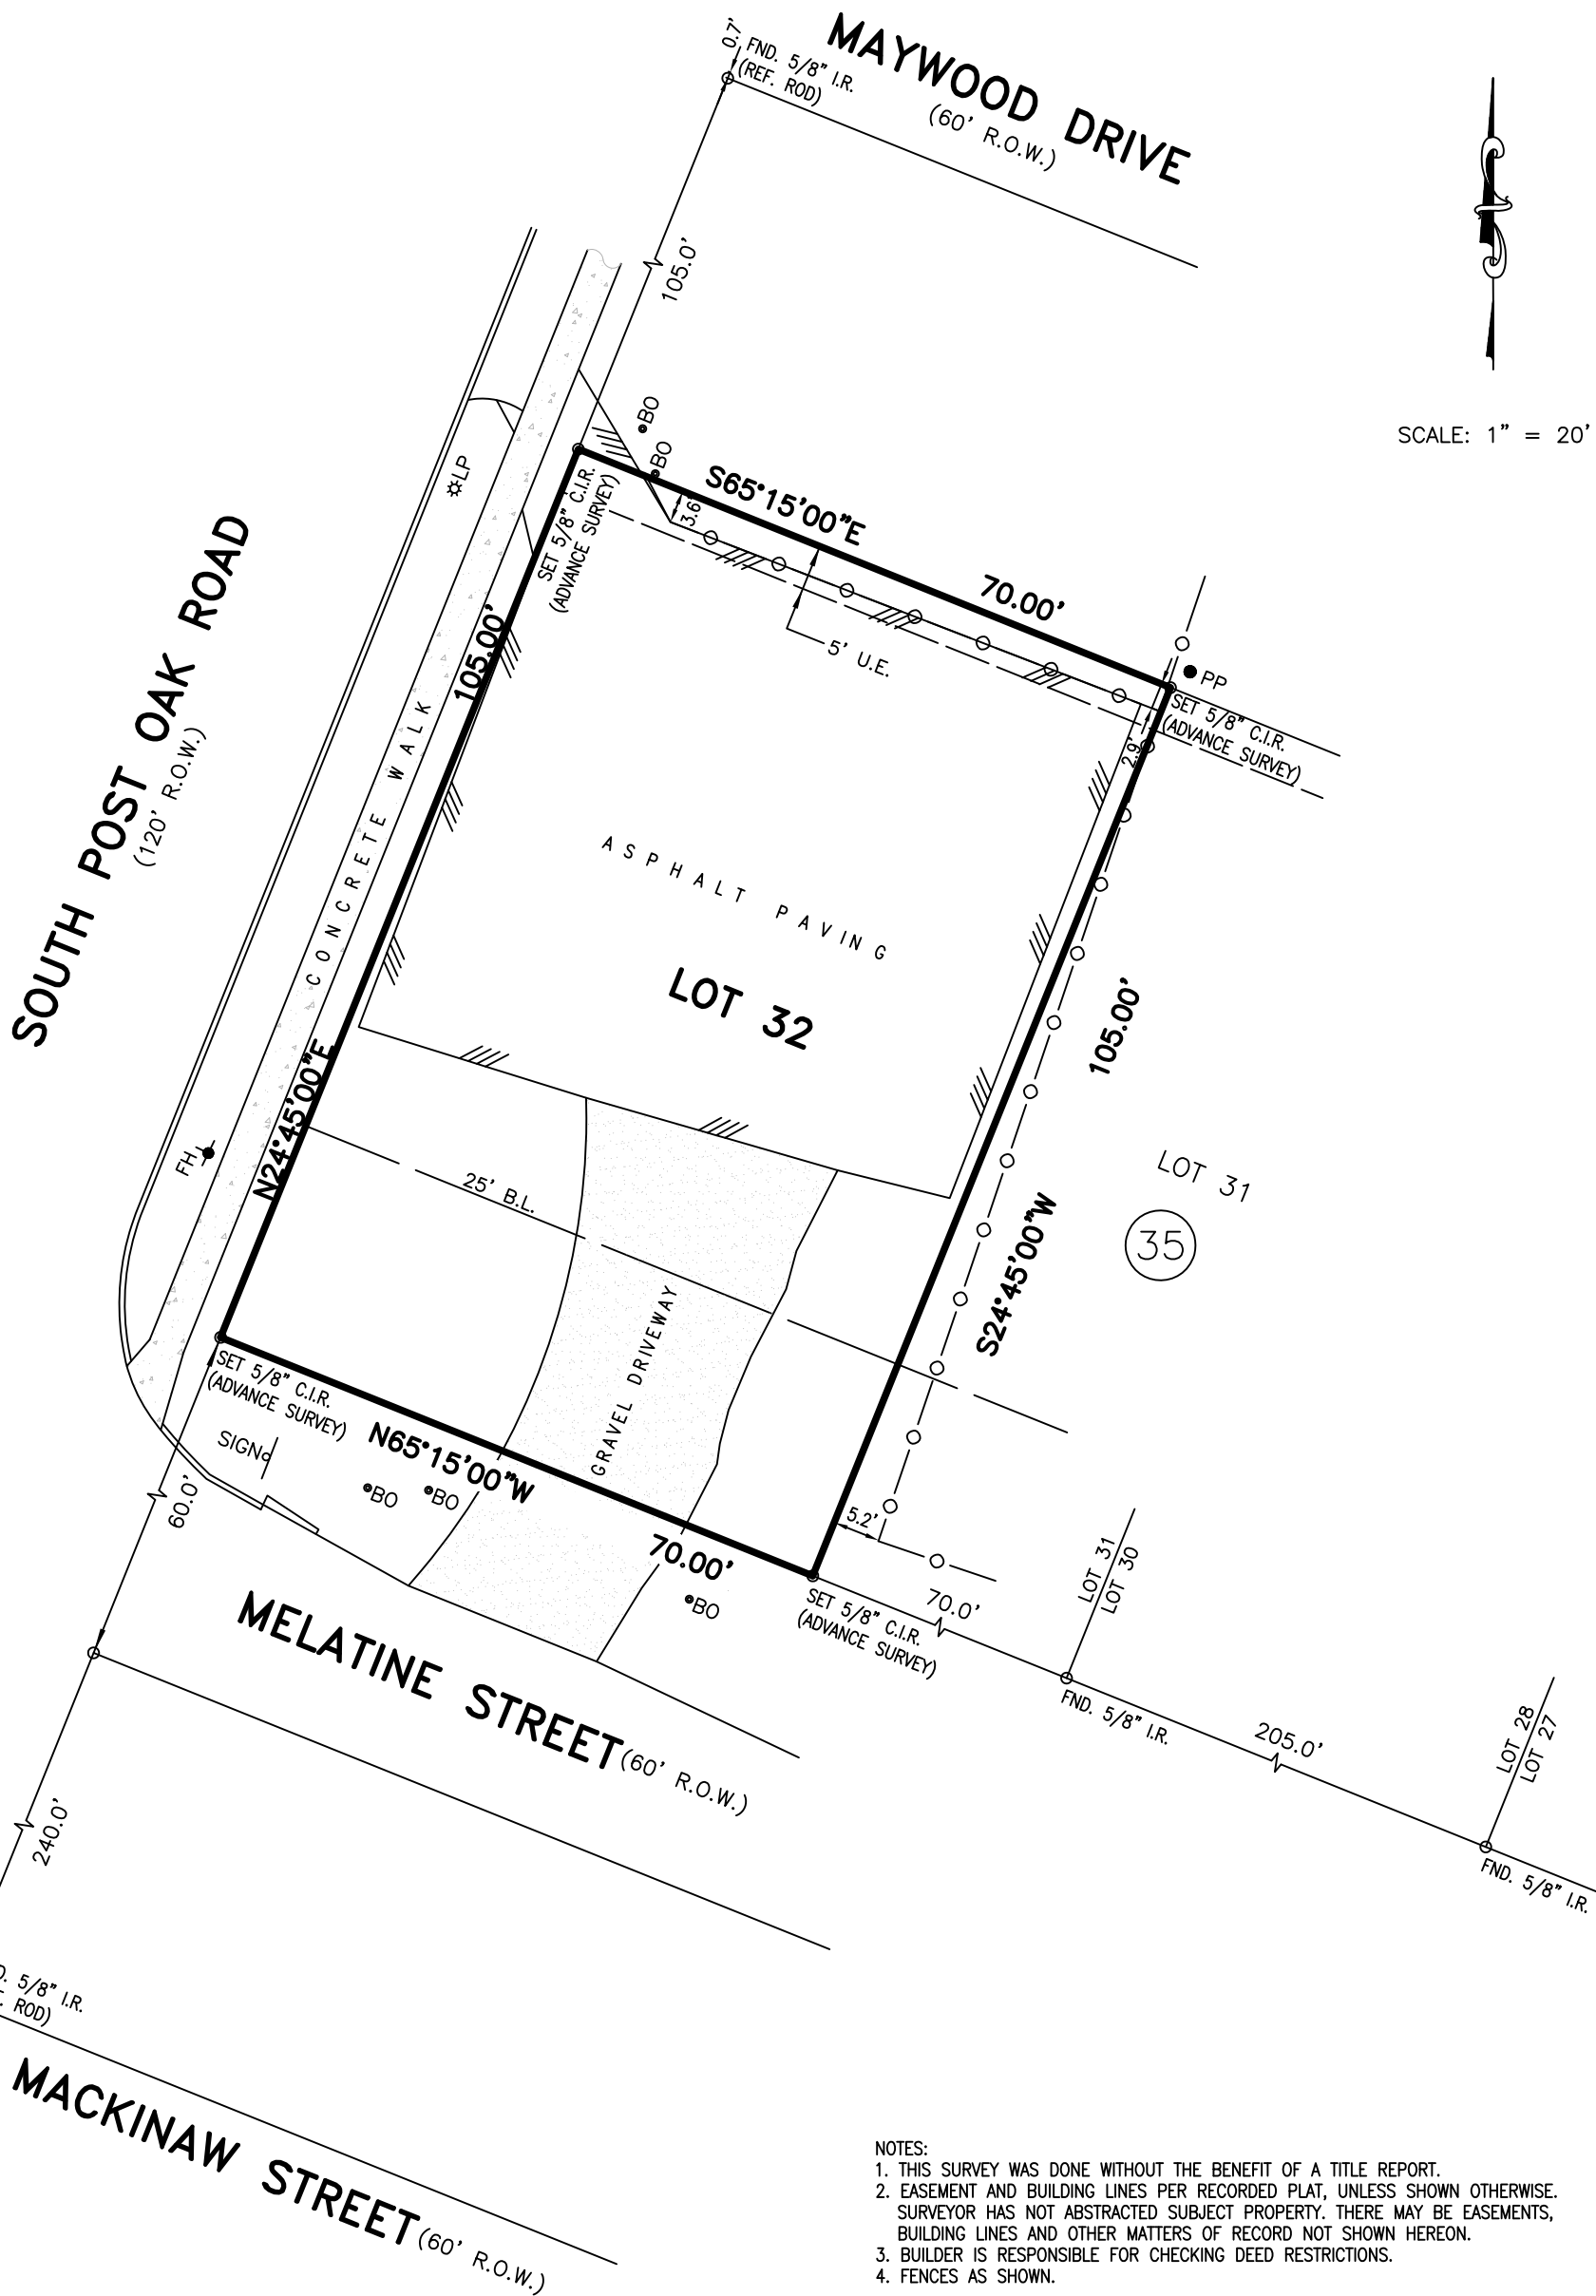 0.7'
FND. 5/8" I.R.
(REF. ROD)
MAYWOOD DRIVE
(60' R.O.W.)
SCALE: 1" = 20'
105.0'
BO
BO
LP
S65°15'00"E
70.00'
3.6'
SET 5/8" C.I.R.
(ADVANCE SURVEY)
5' U.E.
PP
SET 5/8" C.I.R.
(ADVANCE SURVEY)
2.9'
SOUTH POST OAK ROAD
(120' R.O.W.)
105.00'
N24°45'00"E
CONCRETE WALK
ASPHALT PAVING
LOT 32
105.00'
S24°45'00"W
LOT 31
35
FH
25' B.L.
GRAVEL DRIVEWAY
SET 5/8" C.I.R.
(ADVANCE SURVEY)
SIGN
BO
BO
N65°15'00"W
70.00'
BO
5.2'
60.0'
SET 5/8" C.I.R.
(ADVANCE SURVEY)
70.0'
LOT 31
LOT 30
FND. 5/8" I.R.
205.0'
LOT 28
LOT 27
FND. 5/8" I.R.
MELATINE STREET (60' R.O.W.)
240.0'
5/8" I.R.
ROD)
MACKINAW STREET (60' R.O.W.)
NOTES:
1. THIS SURVEY WAS DONE WITHOUT THE BENEFIT OF A TITLE REPORT.
2. EASEMENT AND BUILDING LINES PER RECORDED PLAT, UNLESS SHOWN OTHERWISE.
SURVEYOR HAS NOT ABSTRACTED SUBJECT PROPERTY. THERE MAY BE EASEMENTS,
BUILDING LINES AND OTHER MATTERS OF RECORD NOT SHOWN HEREON.
3. BUILDER IS RESPONSIBLE FOR CHECKING DEED RESTRICTIONS.
4. FENCES AS SHOWN.